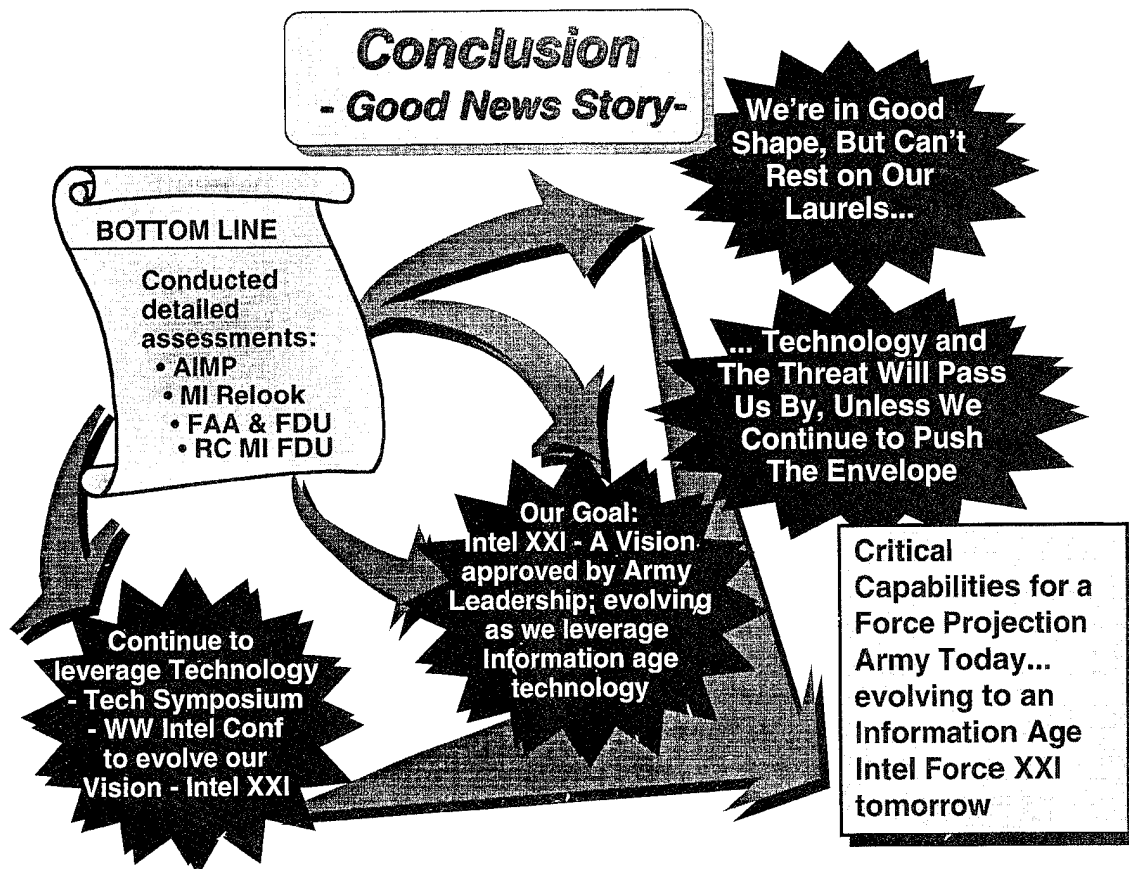 Conclusion
- Good News Story-
We're in Good
Shape, But Can't
Rest on Our
Laurels...
BOTTOM LINE
Conducted
detailed
assessments:
• AIMP
• MI Relook
• FAA & FDU
• RC MI FDU
... Technology and
The Threat Will Pass
Us By, Unless We
Continue to Push
The Envelope
Our Goal:
Intel XXI - A Vision
approved by Army
Leadership; evolving
as we leverage
Information age
technology
Continue to
leverage Technology
- Tech Symposium
- WW Intel Conf
to evolve our
Vision - Intel XXI
Critical
Capabilities for a
Force Projection
Army Today...
evolving to an
Information Age
Intel Force XXI
tomorrow